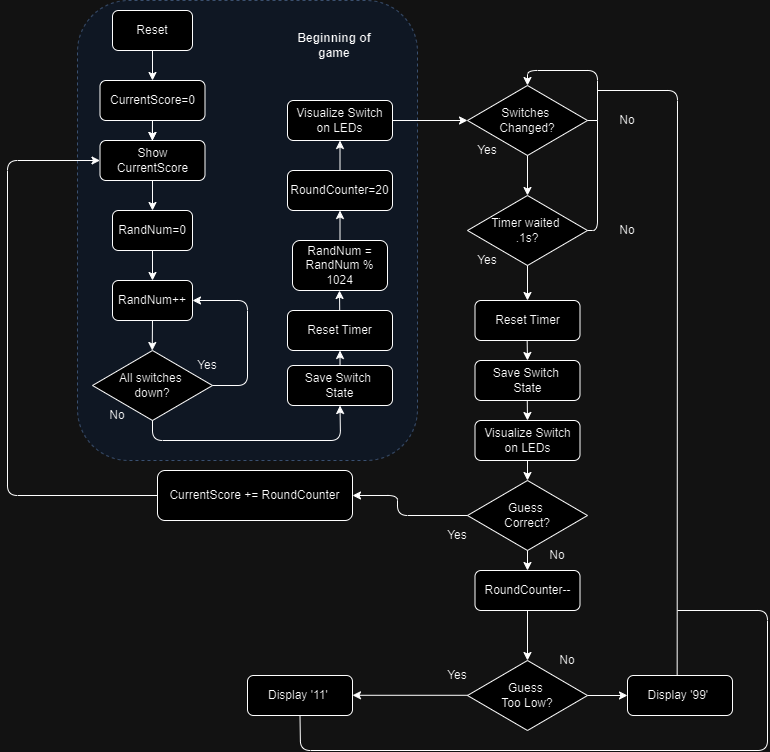 Reset
Beginning of
game
CurrentScore=0
Show
CurrentScore
RandNum=0
RandNum++
All switches
down?
Yes
No
Save Switch
State
Reset Timer
RandNum =
RandNum %
1024
RoundCounter=20
Visualize Switch
on LEDs
Switches
Changed?
No
Yes
Timer waited
.1s?
No
Yes
Reset Timer
Save Switch
State
Visualize Switch
on LEDs
Guess
Correct?
Yes
No
CurrentScore += RoundCounter
RoundCounter--
Guess
Too Low?
Yes
No
Display '11'
Display '99'